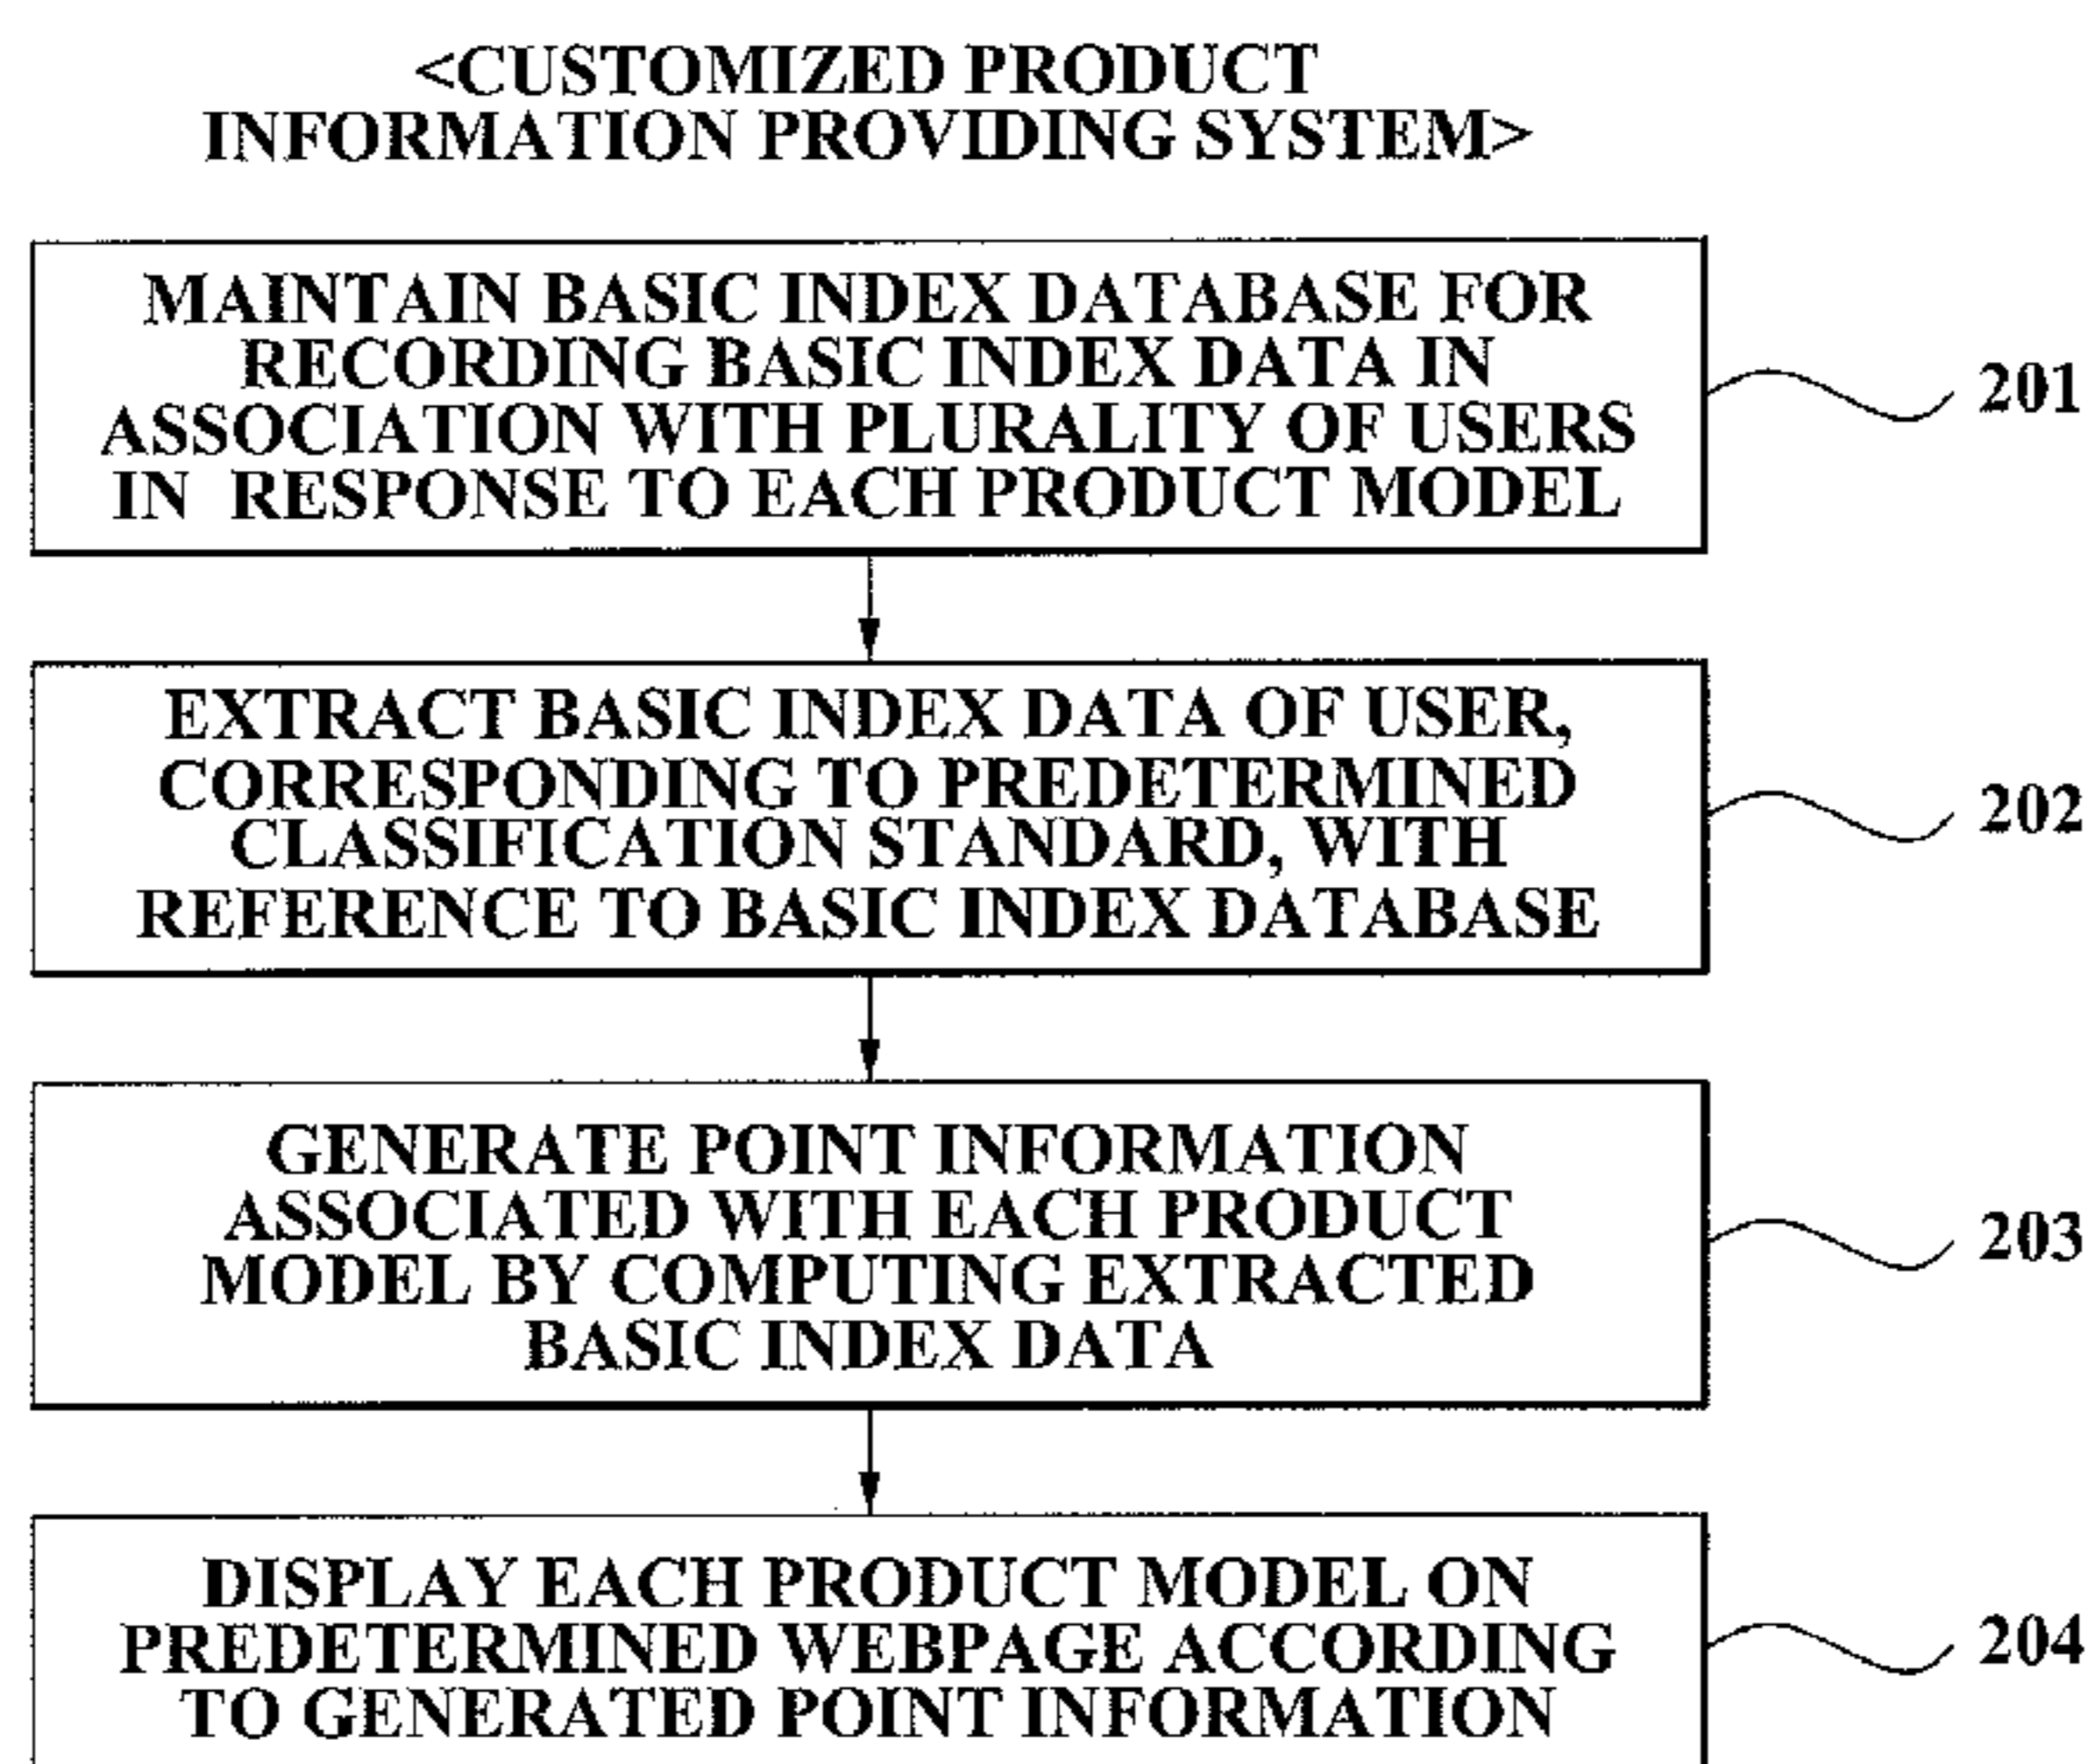 <CUSTOMIZED PRODUCT
INFORMATION PROVIDING SYSTEM>
MAINTAIN BASIC INDEX DATABASE FOR
RECORDING BASIC INDEX DATA IN
ASSOCIATION WITH PLURALITY OF USERS
IN RESPONSE TO EACH PRODUCT MODEL
201
EXTRACT BASIC INDEX DATA OF USER,
CORRESPONDING TO PREDETERMINED
CLASSIFICATION STANDARD, WITH
REFERENCE TO BASIC INDEX DATABASE
202
GENERATE POINT INFORMATION
ASSOCIATED WITH EACH PRODUCT
MODEL BY COMPUTING EXTRACTED
BASIC INDEX DATA
203
DISPLAY EACH PRODUCT MODEL ON
PREDETERMINED WEBPAGE ACCORDING
TO GENERATED POINT INFORMATION
204